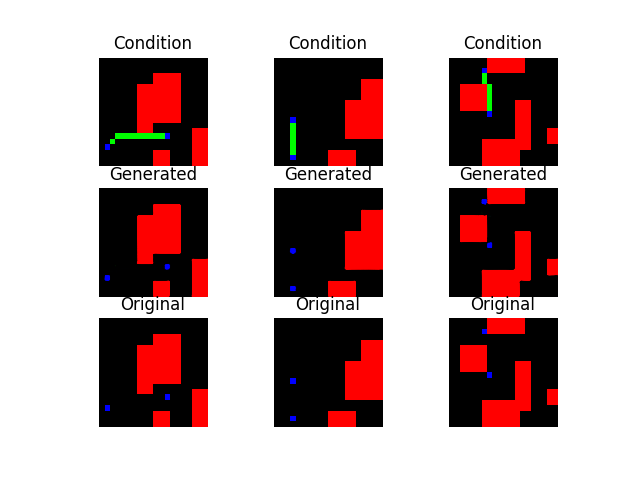 Condition Condition Condition
Generated Generated Generated
Original Original Original